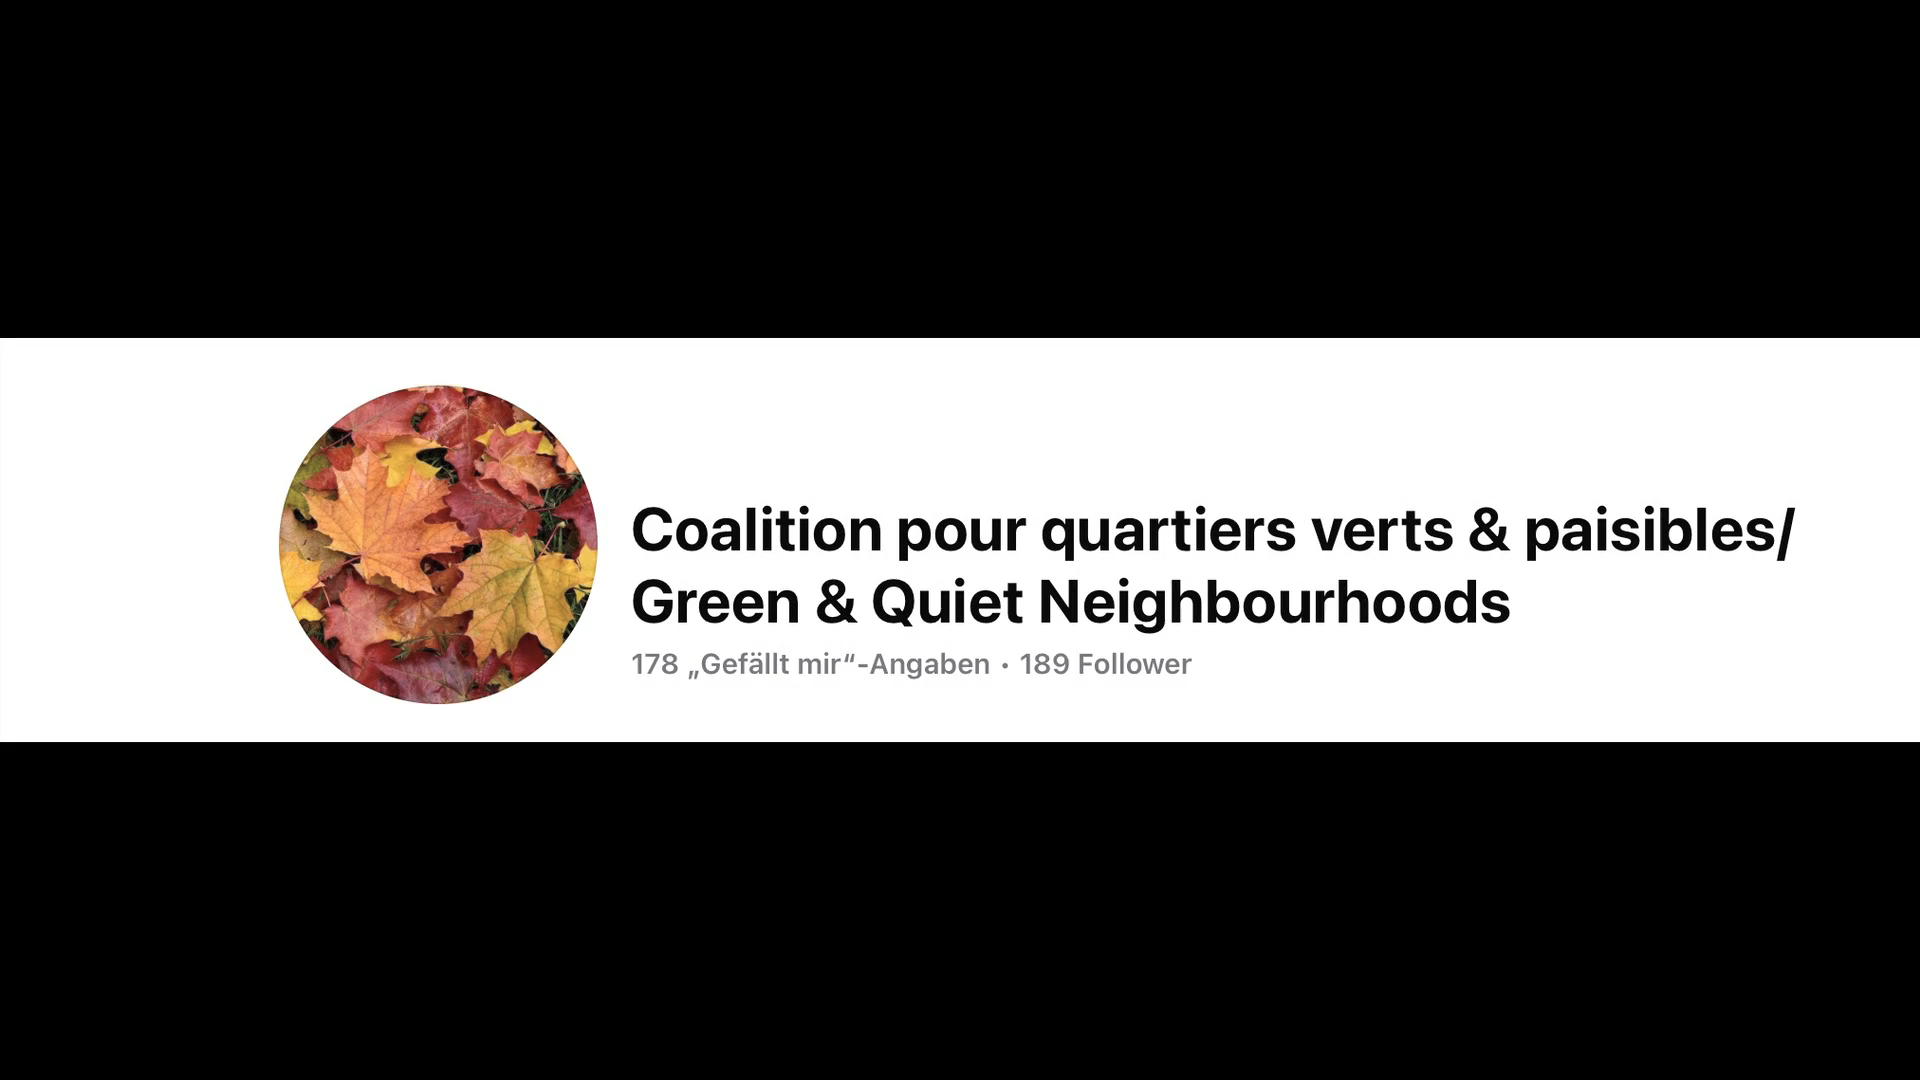 Coalition pour quartiers verts & paisibles/
Green & Quiet Neighbourhoods
178 „Gefällt mir“-Angaben • 189 Follower